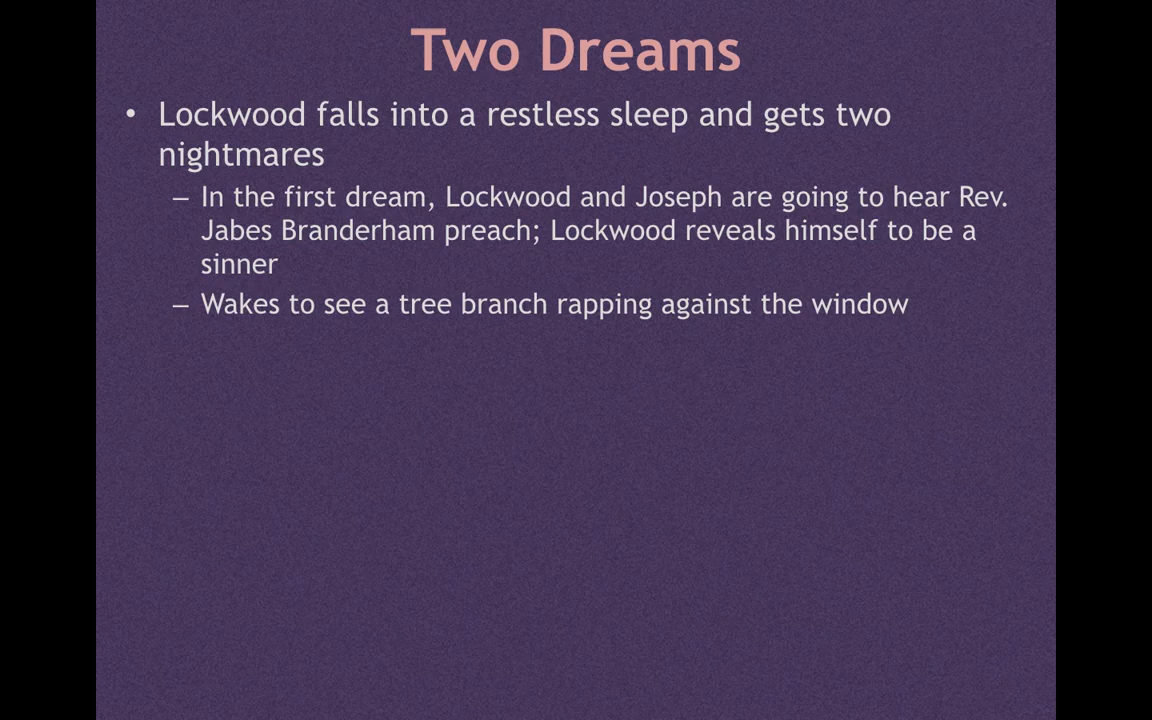 Two Dreams
• Lockwood falls into a restless sleep and gets two
nightmares
– In the first dream, Lockwood and Joseph are going to hear Rev.
Jabes Branderham preach; Lockwood reveals himself to be a
sinner
– Wakes to see a tree branch rapping against the window